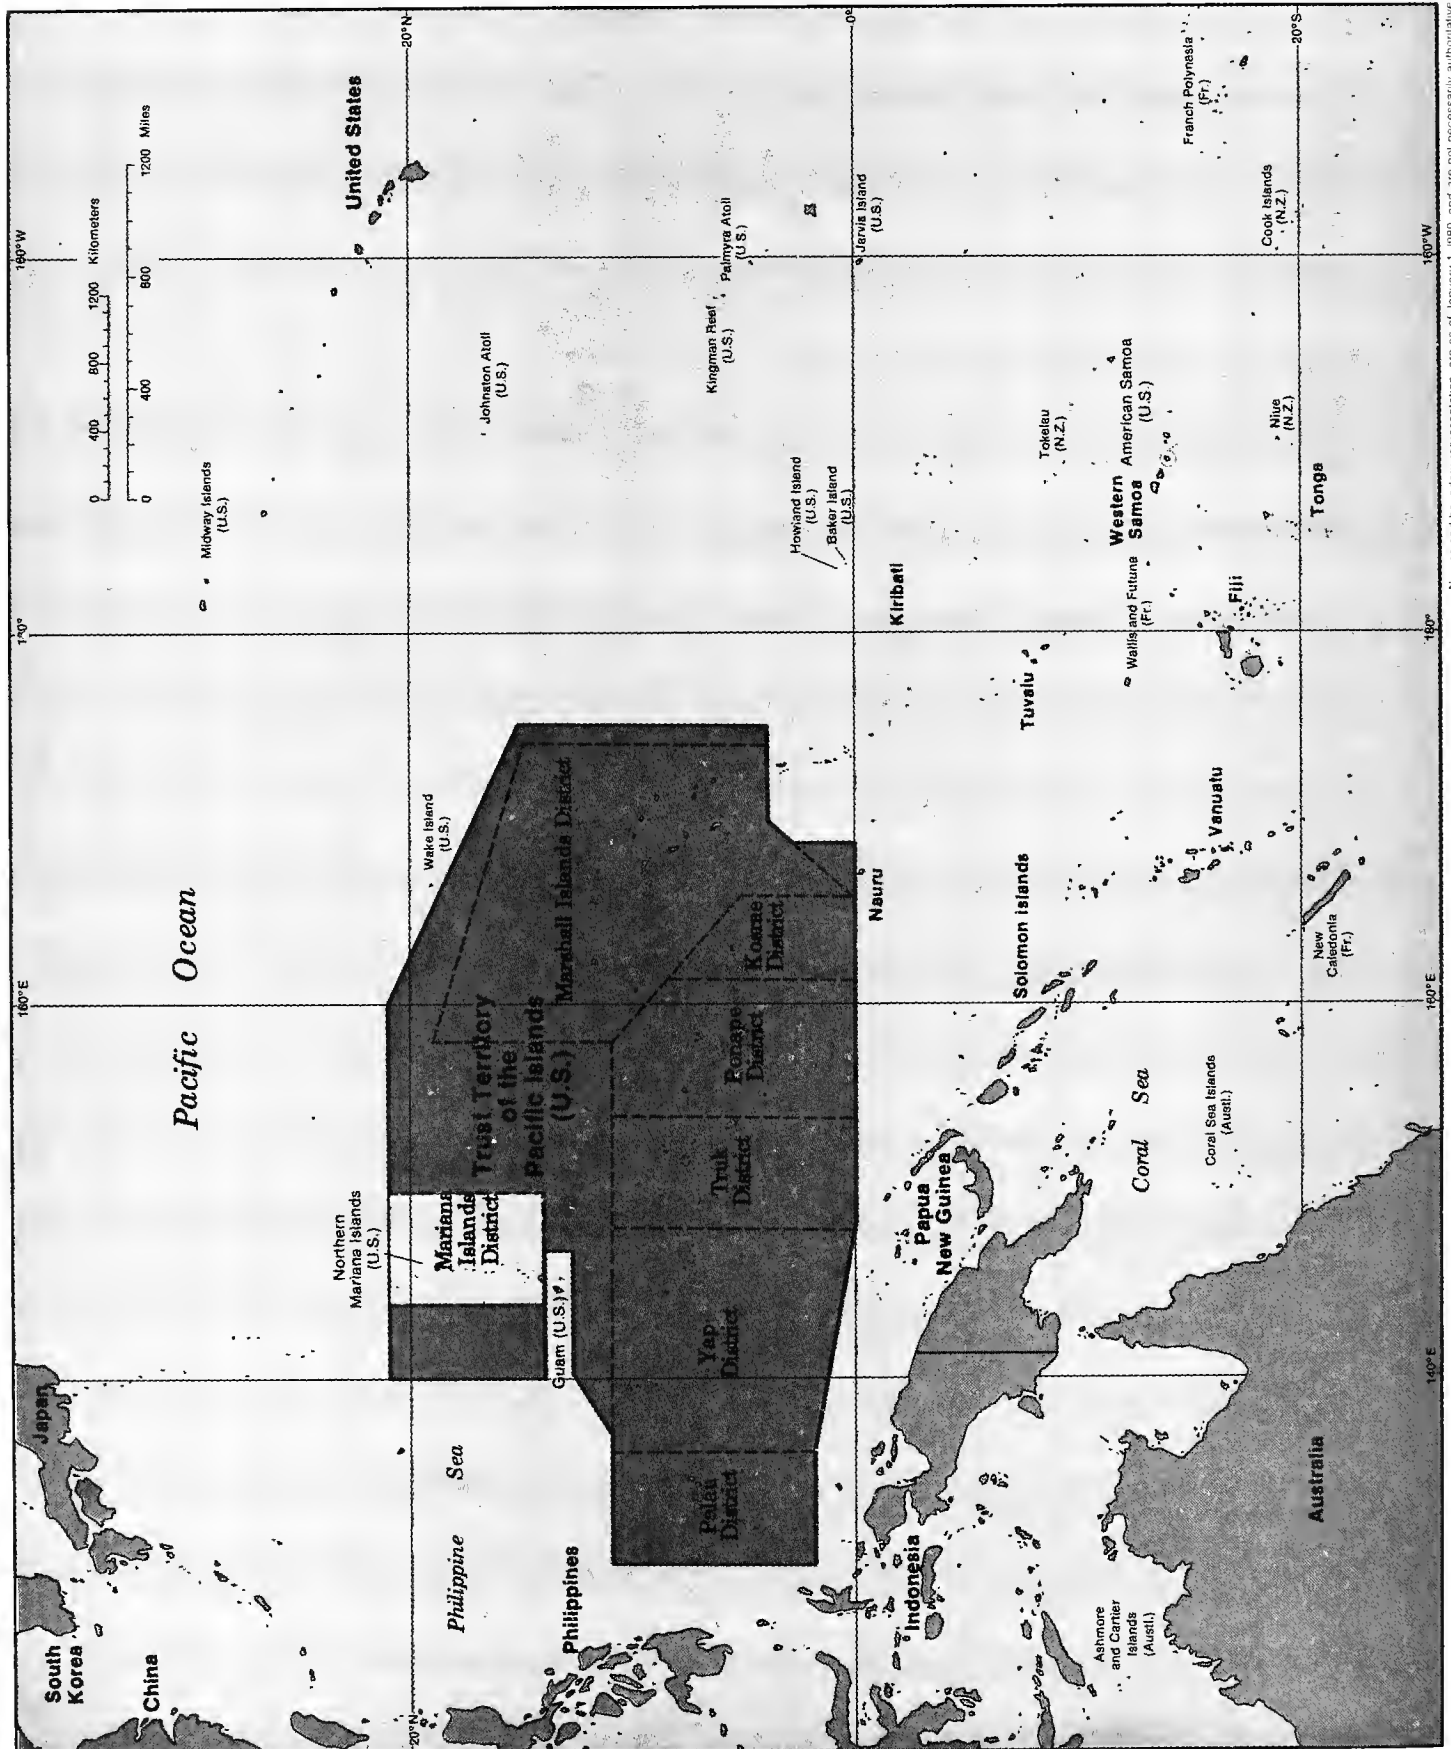 160°W
180°
160°E
20°N
0°
20°S
0 400 800 1200 Kilometers
0 400 800 1200 Miles
Midway Islands
(U.S.)
United States
Johnston Atoll
(U.S.)
Kingman Reef
(U.S.)
Palmyra Atoll
(U.S.)
Jarvis Island
(U.S.)
Howland Island
(U.S.)
Baker Island
(U.S.)
Kiribati
Tokelau
(N.Z.)
Western
Samoa
American Samoa
(U.S.)
Wallis and Futuna
(Fr.)
Franch Polynasia
(Fr.)
Cook Islands
(N.Z.)
Niue
(N.Z.)
Tonga
Fiji
Tuvalu
Vanuatu
New
Caledonia
(Fr.)
Solomon Islands
Nauru
Pacific Ocean
Wake Island
(U.S.)
Trust Territory
of the
Pacific Islands
(U.S.)
Marshall Islands District
Kosrae
District
Ponape
District
Truk
District
Yap
District
Palau
District
Northern
Mariana Islands
(U.S.)
Mariana
Islands
District
Guam (U.S.)
Japan
South
Korea
China
Philippine Sea
Philippines
Indonesia
Papua
New Guinea
Coral Sea
Coral Sea Islands
(Austl.)
Ashmore
and Cartier
Islands
(Austl.)
Australia
20°N
140°E
160°E
180°
160°W